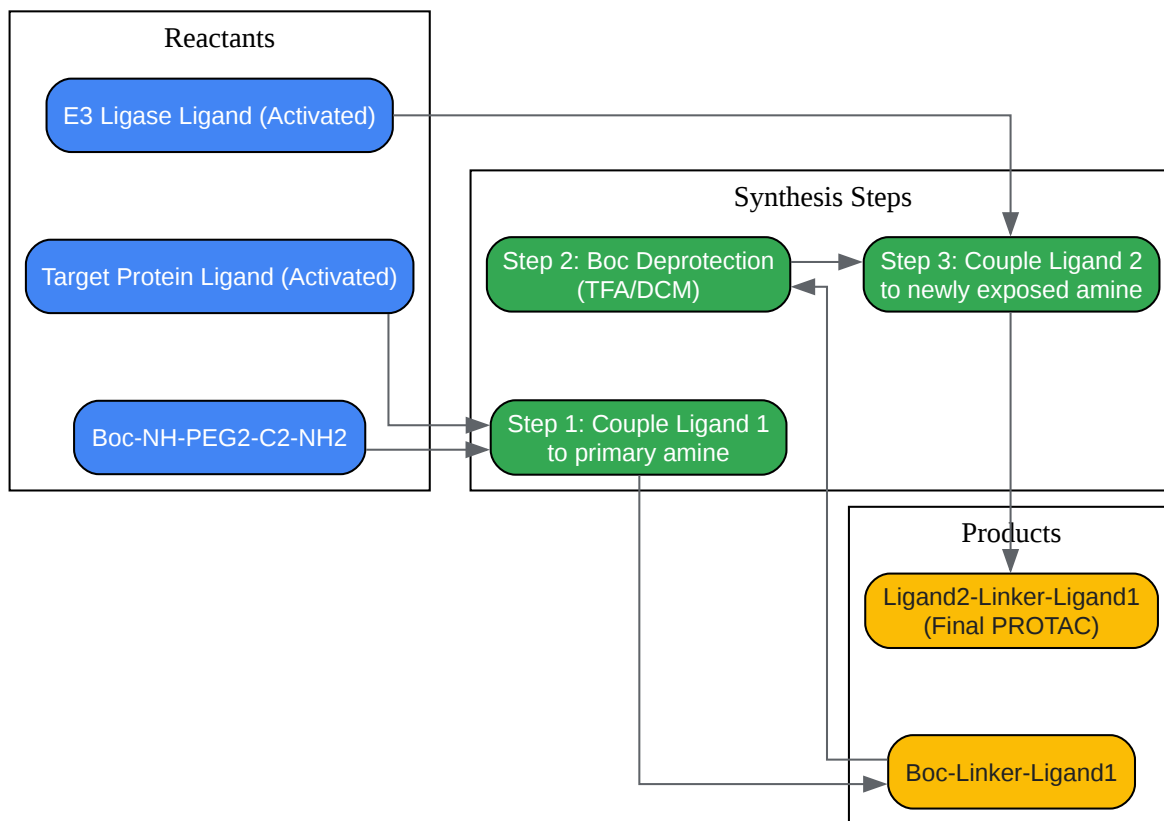 Reactants
E3 Ligase Ligand (Activated)
Target Protein Ligand (Activated)
Boc-NH-PEG2-C2-NH2
Synthesis Steps
Step 2: Boc Deprotection
(TFA/DCM)
Step 3: Couple Ligand 2
to newly exposed amine
Step 1: Couple Ligand 1
to primary amine
Products
Ligand2-Linker-Ligand1
(Final PROTAC)
Boc-Linker-Ligand1